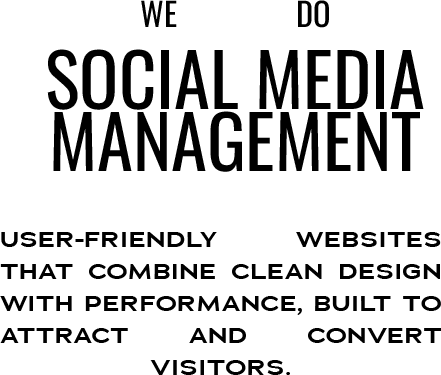 WE DO
SOCIAL MEDIA
MANAGEMENT
USER-FRIENDLY WEBSITES
THAT COMBINE CLEAN DESIGN
WITH PERFORMANCE, BUILT TO
ATTRACT AND CONVERT
VISITORS.